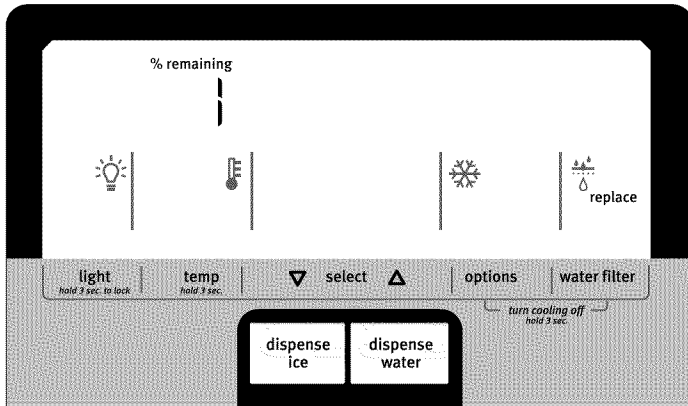 % remaining
1
replace
light
hold 3 sec. to lock
temp
hold 3 sec.
select
options
water filter
turn cooling off
hold 3 sec.
dispense
ice
dispense
water